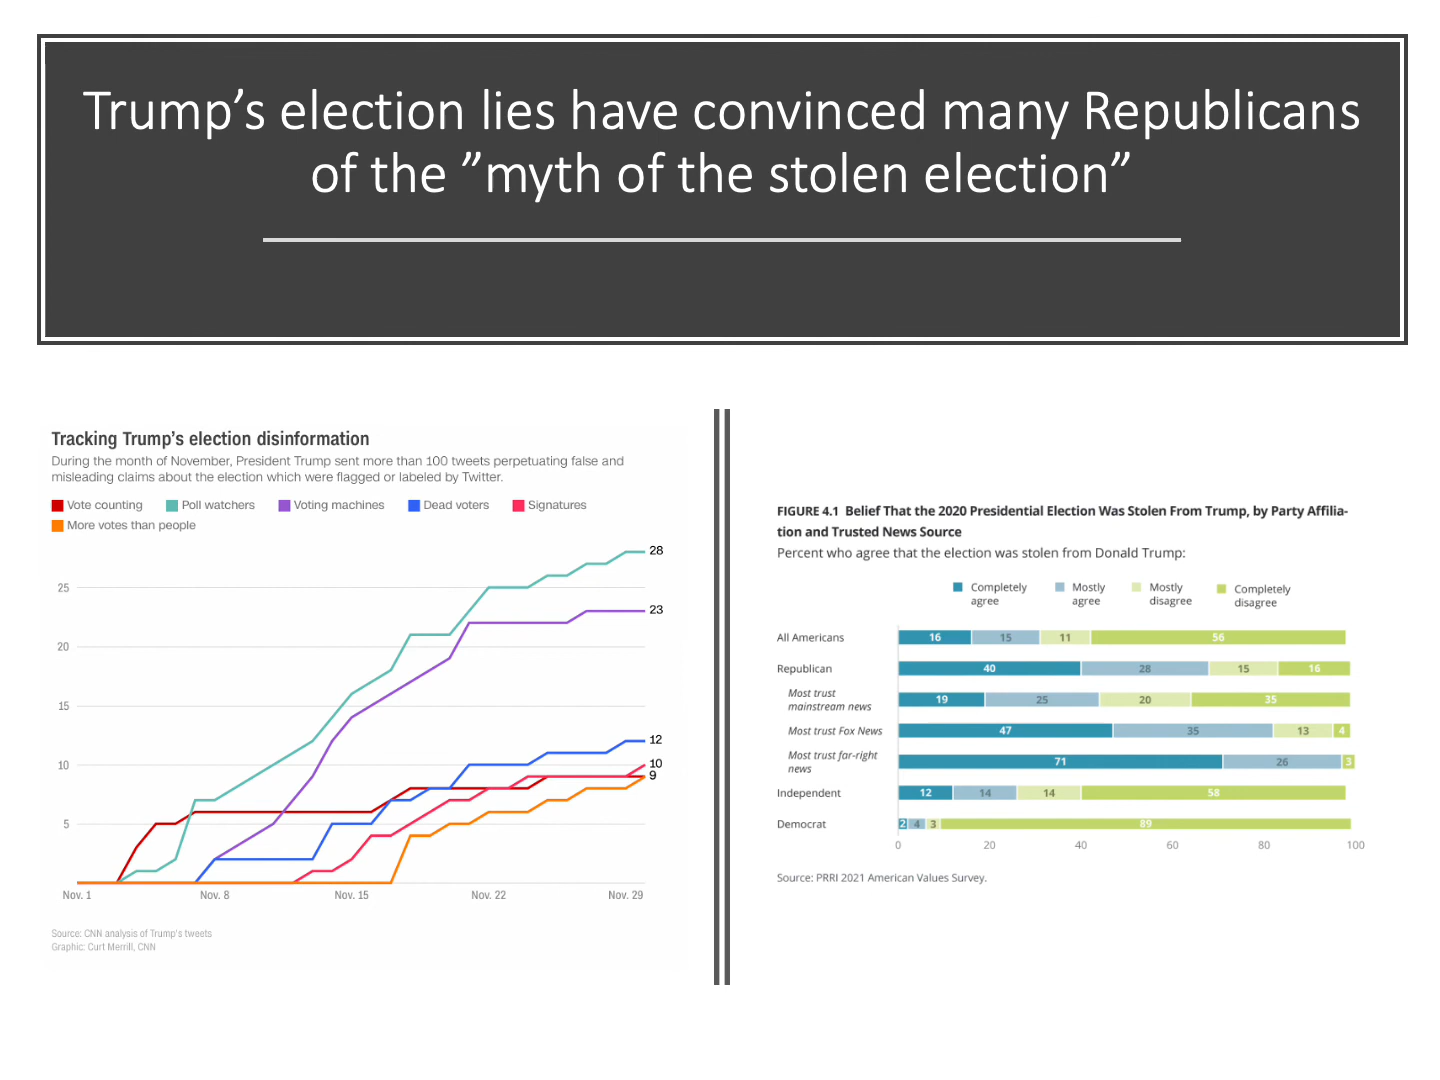 Trump’s election lies have convinced many Republicans
of the ”myth of the stolen election”
Tracking Trump’s election disinformation
During the month of November, President Trump sent more than 100 tweets perpetuating false and
misleading claims about the election which were flagged or labeled by Twitter.
Vote counting Poll watchers Voting machines Dead voters Signatures
More votes than people
28
25
23
20
15
12
10
10
9
5
Nov. 1 Nov. 8 Nov. 15 Nov. 22 Nov. 29
Source: CNN analysis of Trump's tweets
Graphic: Curt Merrill, CNN
FIGURE 4.1 Belief That the 2020 Presidential Election Was Stolen From Trump, by Party Affilia-
tion and Trusted News Source
Percent who agree that the election was stolen from Donald Trump:
Completely agree
Mostly agree
Mostly disagree
Completely disagree
All Americans 16 15 11 56
Republican 40 28 15 16
Most trust
mainstream news 19 25 20 35
Most trust Fox News 47 35 13 4
Most trust far-right
news 71 26 3
Independent 12 14 14 58
Democrat 2 4 3 89
0 20 40 60 80 100
Source: PRRI 2021 American Values Survey.